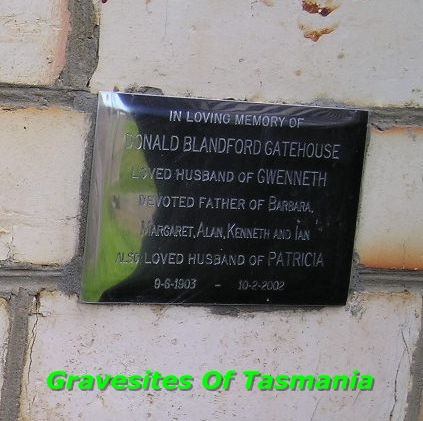 IN LOVING MEMORY OF
DONALD BLANDFORD GATEHOUSE
LOVED HUSBAND OF GWENNETH
DEVOTED FATHER OF BARBARA,
MARGARET, ALAN, KENNETH AND IAN
ALSO LOVED HUSBAND OF PATRICIA
9-6-1903 - 10-2-2002
Gravesites Of Tasmania